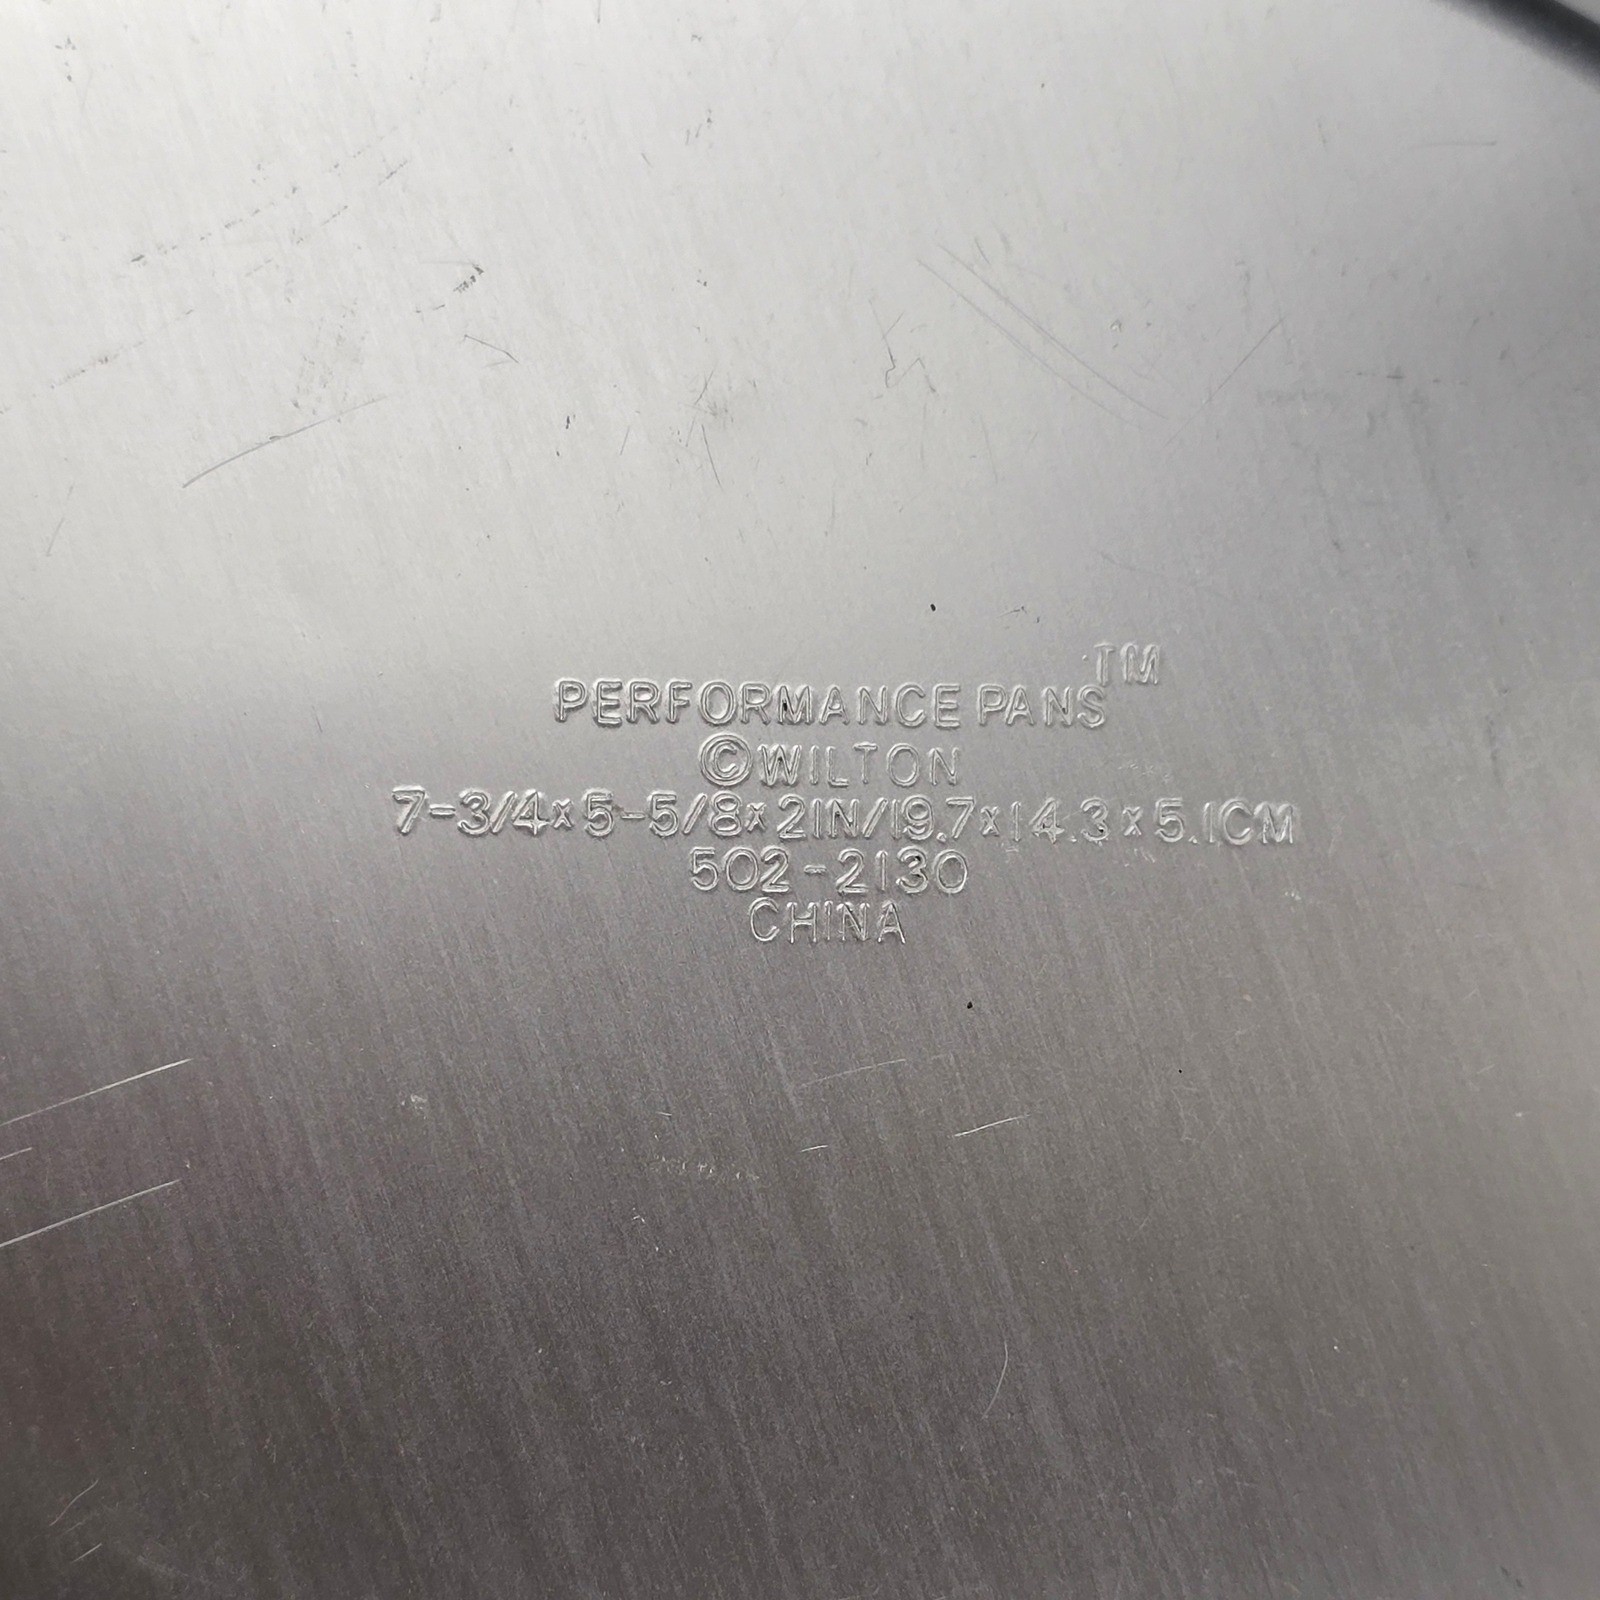 PERFORMANCE PANS™
©WILTON
7-3/4x5-5/8x2IN/19.7x14.3x5.1CM
502-2130
CHINA